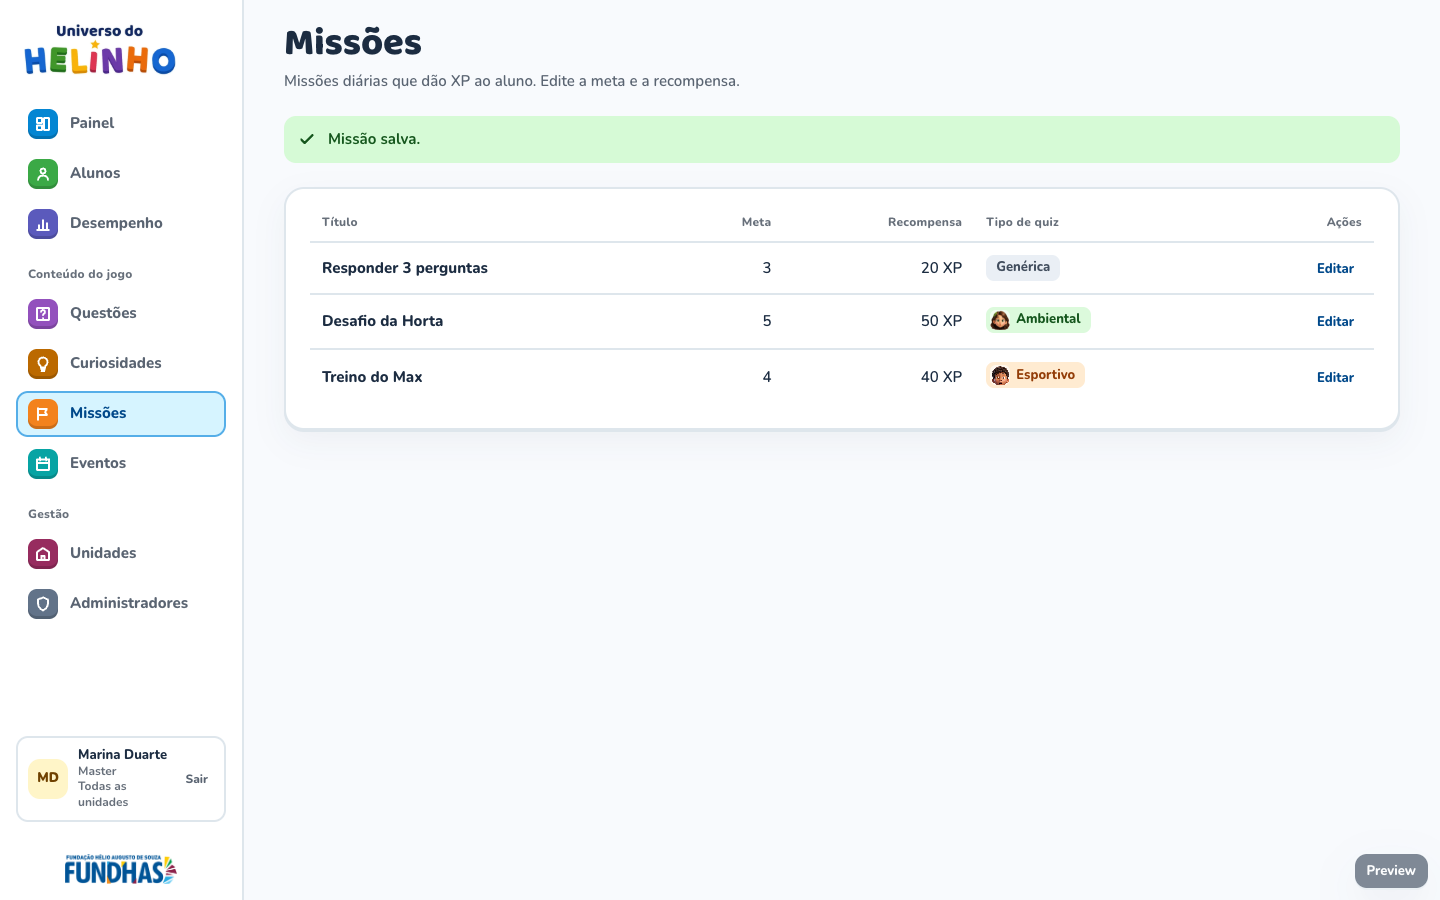 Universo do
HELINHO
Painel
Alunos
Desempenho
Conteúdo do jogo
Questões
Curiosidades
Missões
Eventos
Gestão
Unidades
Administradores
MD
Marina Duarte
Master
Todas as
unidades
Sair
FUNDAÇÃO HÉLIO AUGUSTO DE SOUZA
FUNDHAS
Missões
Missões diárias que dão XP ao aluno. Edite a meta e a recompensa.
Missão salva.
Título Meta Recompensa Tipo de quiz Ações
Responder 3 perguntas 3 20 XP Genérica Editar
Desafio da Horta 5 50 XP Ambiental Editar
Treino do Max 4 40 XP Esportivo Editar
Preview